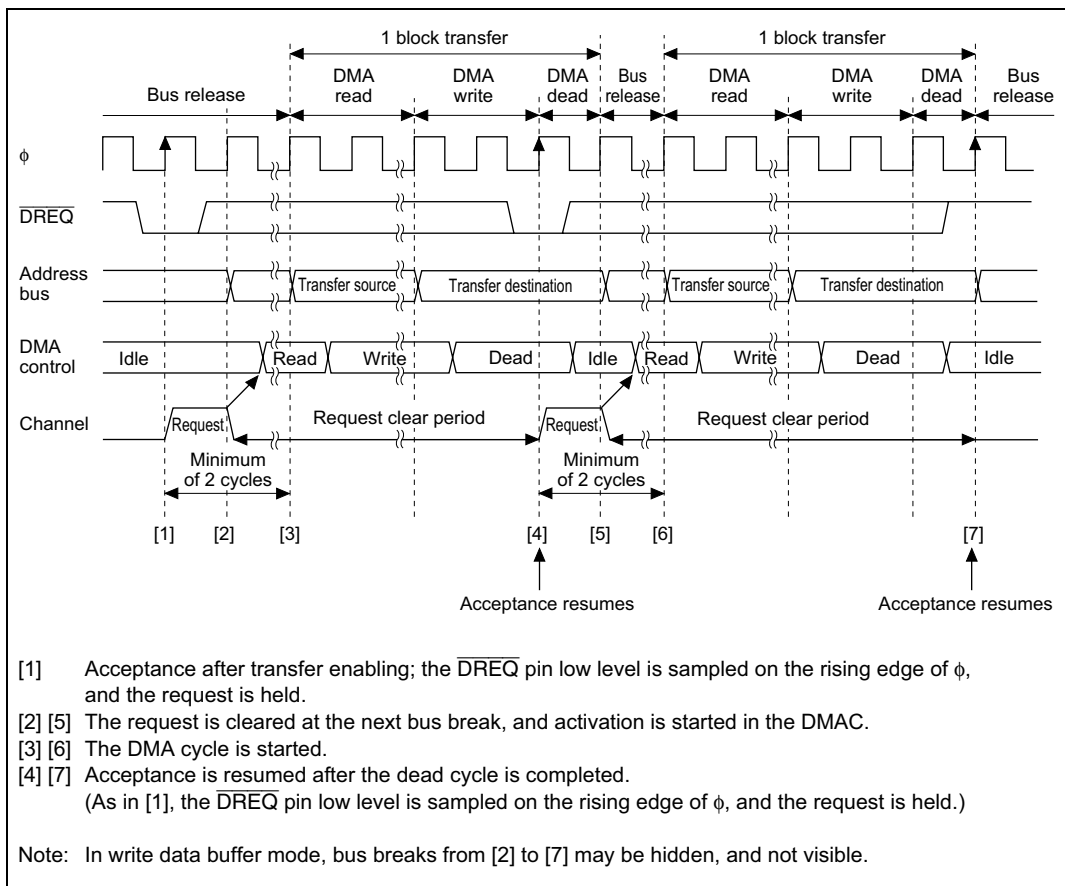 1 block transfer 1 block transfer
Bus release DMA read DMA write DMA dead Bus release DMA read DMA write DMA dead Bus release
ϕ
DREQ
Address bus Transfer source Transfer destination Transfer source Transfer destination
DMA control Idle Read Write Dead Idle Read Write Dead Idle
Channel Request Request clear period Request Request clear period
Minimum of 2 cycles Minimum of 2 cycles
[1] [2] [3] [4] [5] [6] [7]
Acceptance resumes Acceptance resumes
[1] Acceptance after transfer enabling; the DREQ pin low level is sampled on the rising edge of ϕ,
and the request is held.
[2] [5] The request is cleared at the next bus break, and activation is started in the DMAC.
[3] [6] The DMA cycle is started.
[4] [7] Acceptance is resumed after the dead cycle is completed.
(As in [1], the DREQ pin low level is sampled on the rising edge of ϕ, and the request is held.)
Note: In write data buffer mode, bus breaks from [2] to [7] may be hidden, and not visible.